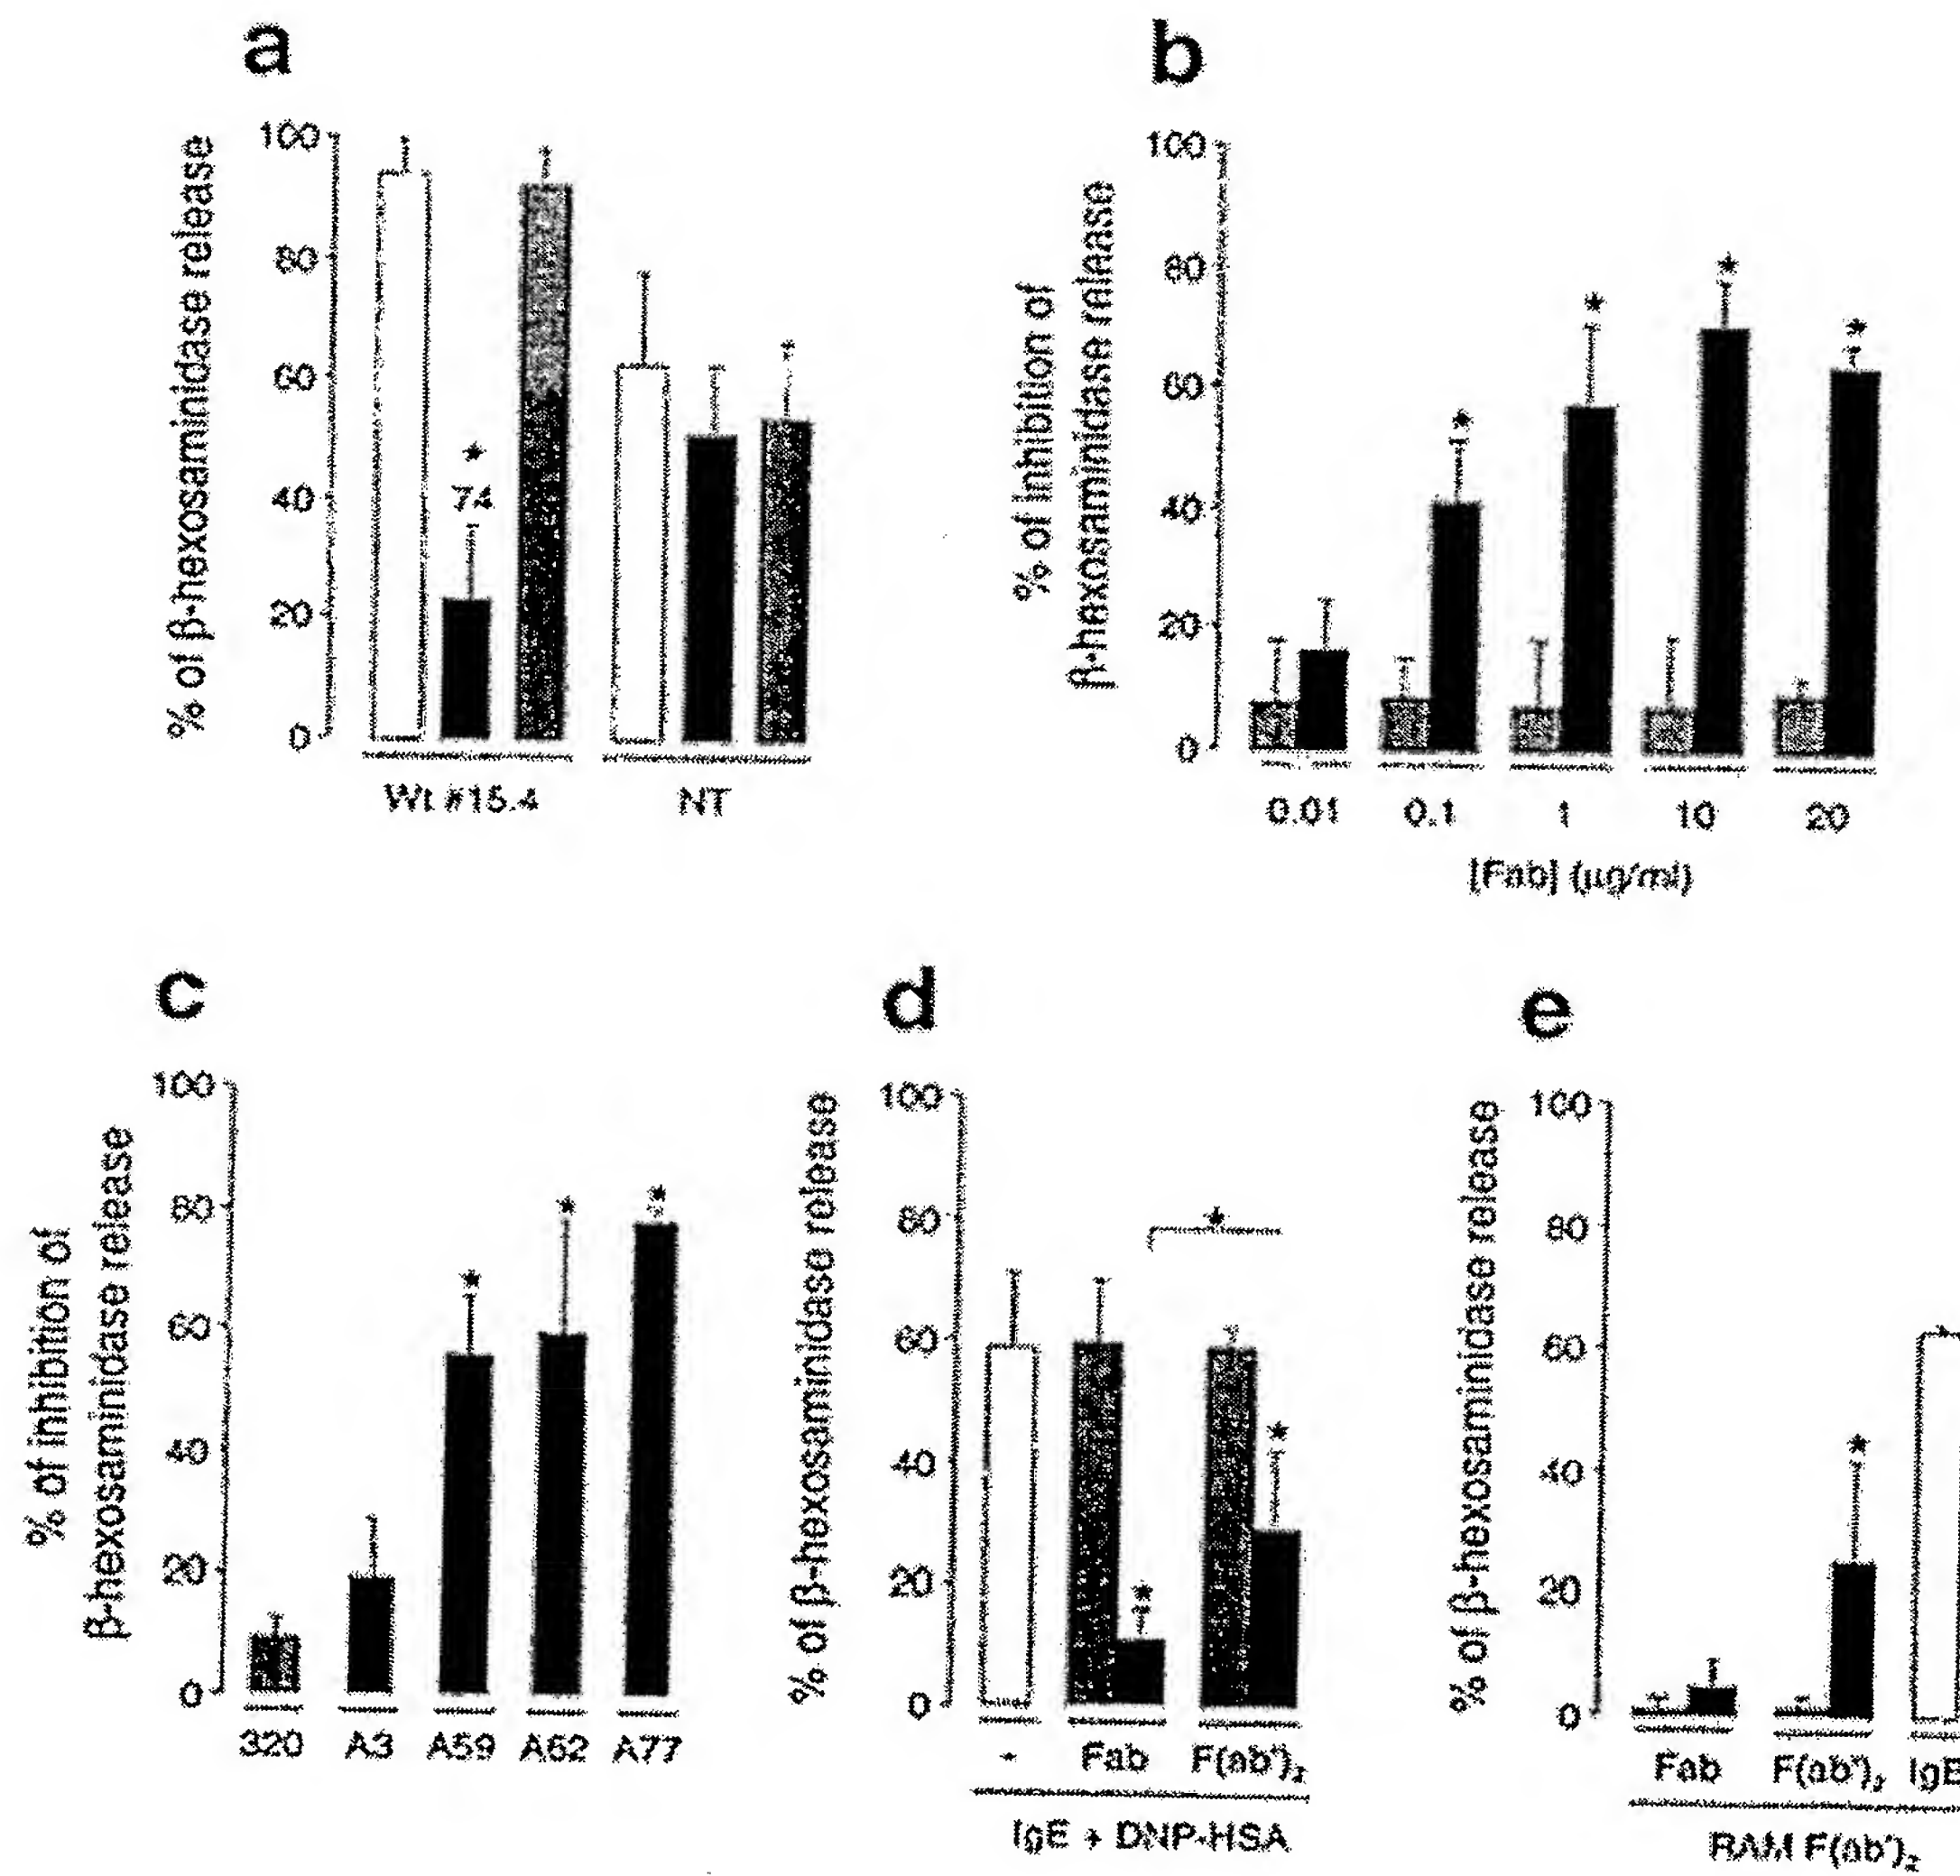 a
% of β-hexosaminidase release
100
80
60
40
20
0
*
74
Wt #15.4
NT
b
% of inhibition of
β-hexosaminidase release
100
80
60
40
20
0
*
*
*
*
0.01
0.1
1
10
20
[Fab] (μg/ml)
c
% of inhibition of
β-hexosaminidase release
100
80
60
40
20
0
*
*
*
320
A3
A59
A62
A77
d
% of β-hexosaminidase release
100
80
60
40
20
0
*
*
*
-
Fab
F(ab')₂
IgE + DNP-HSA
e
% of β-hexosaminidase release
100
80
60
40
20
0
*
Fab
F(ab')₂
IgE
RAM F(ab')₂